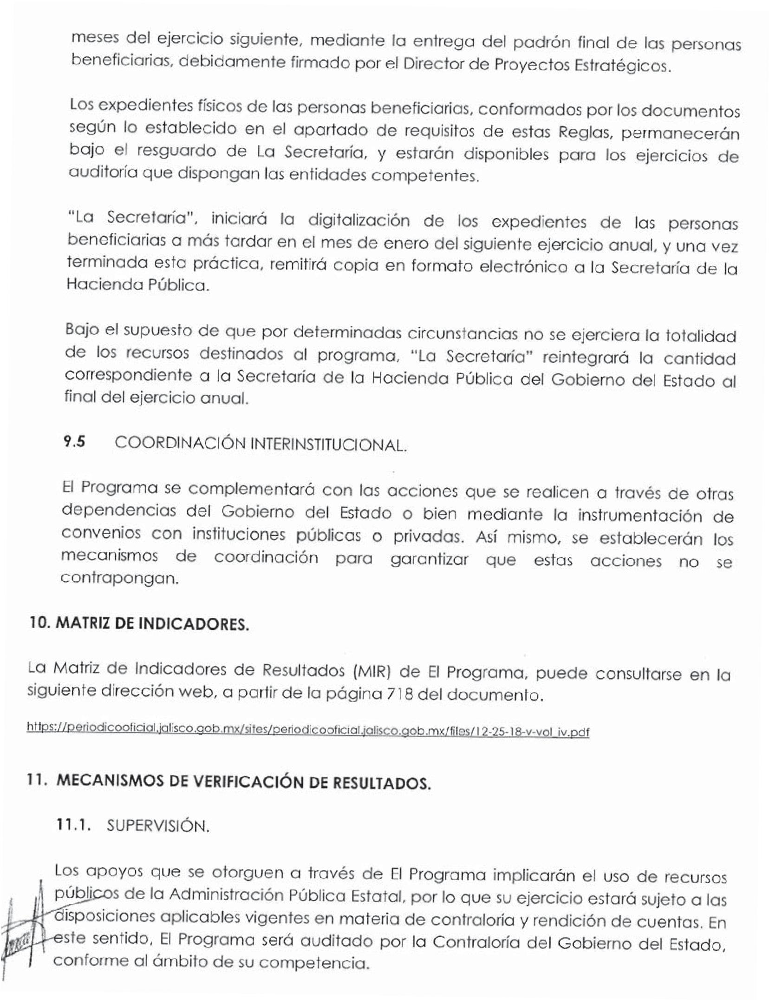 meses del ejercicio siguiente, mediante la entrega del padrón final de las personas
beneficiarias, debidamente firmado por el Director de Proyectos Estratégicos.
Los expedientes físicos de las personas beneficiarias, conformados por los documentos
según lo establecido en el apartado de requisitos de estas Reglas, permanecerán
bajo el resguardo de La Secretaría, y estarán disponibles para los ejercicios de
auditoría que dispongan las entidades competentes.
"La Secretaría", iniciará la digitalización de los expedientes de las personas
beneficiarias a más tardar en el mes de enero del siguiente ejercicio anual, y una vez
terminada esta práctica, remitirá copia en formato electrónico a la Secretaría de la
Hacienda Pública.
Bajo el supuesto de que por determinadas circunstancias no se ejerciera la totalidad
de los recursos destinados al programa, "La Secretaría" reintegrará la cantidad
correspondiente a la Secretaría de la Hacienda Pública del Gobierno del Estado al
final del ejercicio anual.
9.5 COORDINACIÓN INTERINSTITUCIONAL.
El Programa se complementará con las acciones que se realicen a través de otras
dependencias del Gobierno del Estado o bien mediante la instrumentación de
convenios con instituciones públicas o privadas. Así mismo, se establecerán los
mecanismos de coordinación para garantizar que estas acciones no se
contrapongan.
10. MATRIZ DE INDICADORES.
La Matriz de Indicadores de Resultados (MIR) de El Programa, puede consultarse en la
siguiente dirección web, a partir de la página 718 del documento.
https://periodicooficial.jalisco.gob.mx/sites/periodicooficial.jalisco.gob.mx/files/12-25-18-v-vol_iv.pdf
11. MECANISMOS DE VERIFICACIÓN DE RESULTADOS.
11.1. SUPERVISIÓN.
Los apoyos que se otorguen a través de El Programa implicarán el uso de recursos
públicos de la Administración Pública Estatal, por lo que su ejercicio estará sujeto a las
disposiciones aplicables vigentes en materia de contraloría y rendición de cuentas. En
este sentido, El Programa será auditado por la Contraloría del Gobierno del Estado,
conforme al ámbito de su competencia.